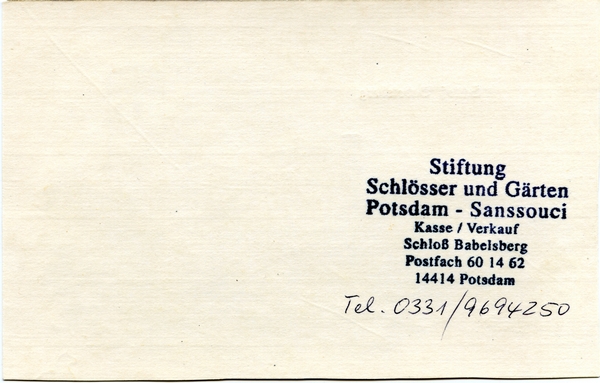 Stiftung
Schlösser und Gärten
Potsdam - Sanssouci
Kasse / Verkauf
Schloß Babelsberg
Postfach 60 14 62
14414 Potsdam
Tel. 0331/9694250